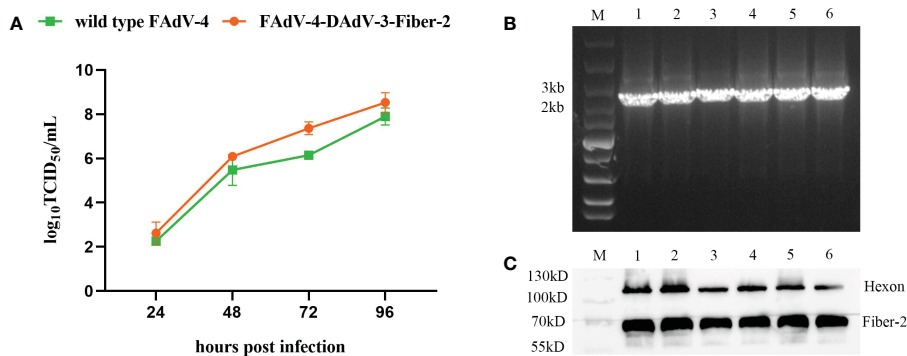 A wild type FAdV-4 FAdV-4-DAdV-3-Fiber-2
log10TCID50/mL
10
8
6
4
2
0
24 48 72 96
hours post infection
B M 1 2 3 4 5 6
3kb
2kb
C M 1 2 3 4 5 6
130kD
100kD
70kD
55kD
Hexon
Fiber-2